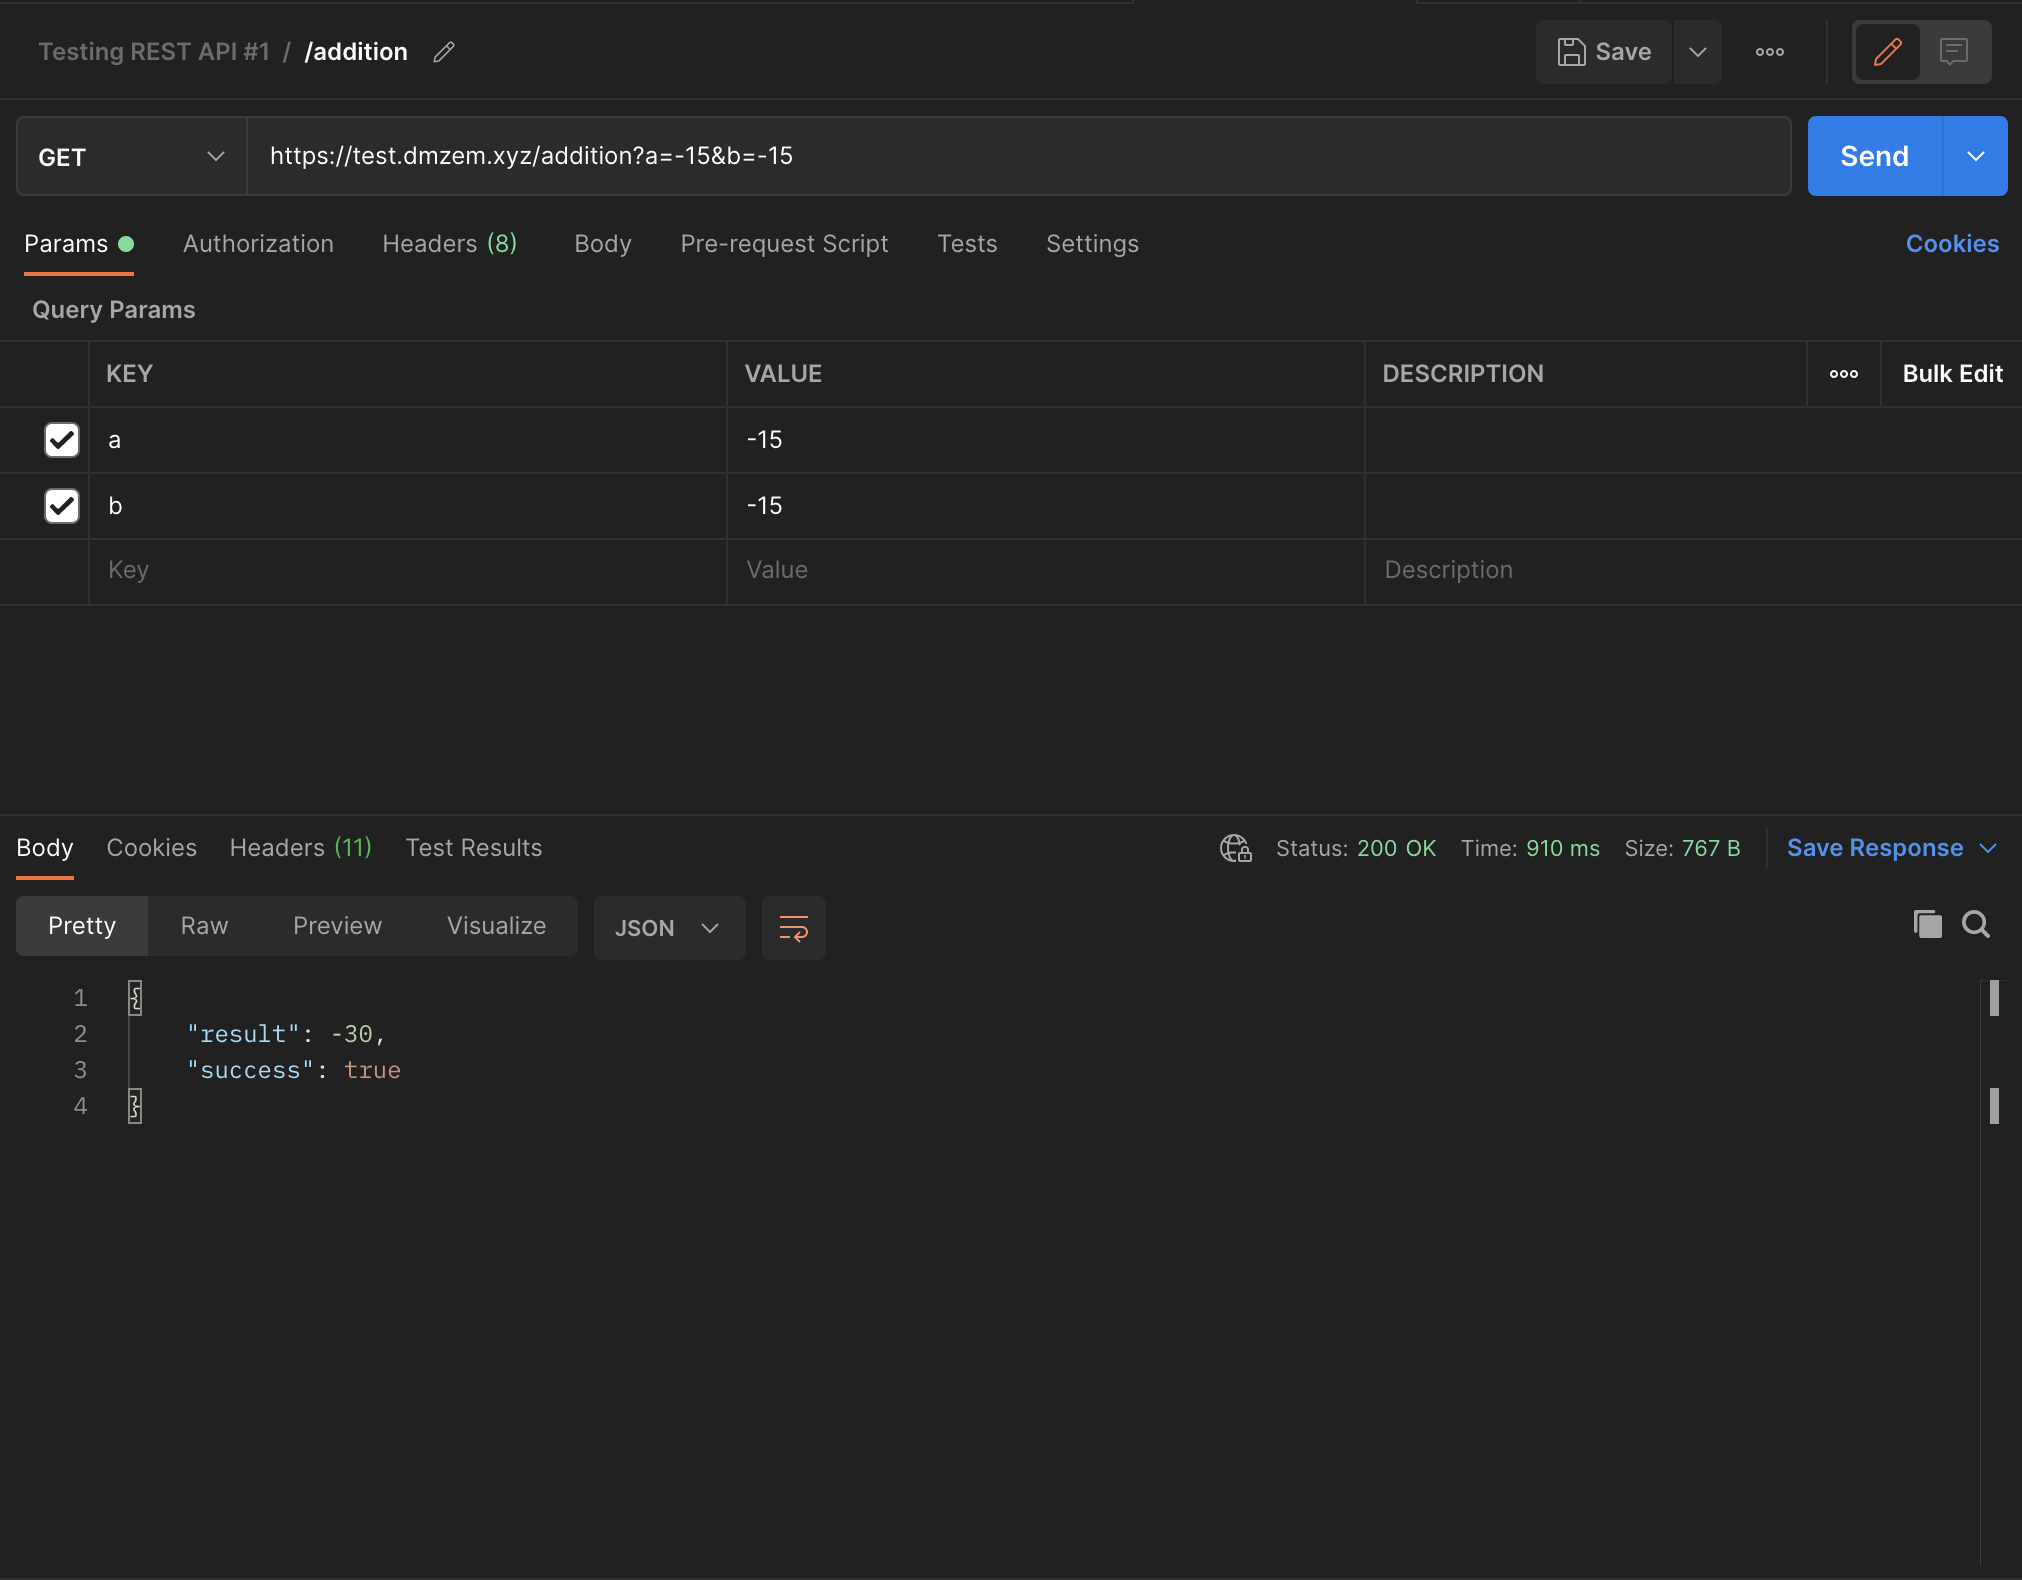 Testing REST API #1 / /addition
Save
GET https://test.dmzem.xyz/addition?a=-15&b=-15 Send
Params Authorization Headers (8) Body Pre-request Script Tests Settings Cookies
Query Params
KEY VALUE DESCRIPTION Bulk Edit
a -15
b -15
Key Value Description
Body Cookies Headers (11) Test Results Status: 200 OK Time: 910 ms Size: 767 B Save Response
Pretty Raw Preview Visualize JSON
1 {
2 "result": -30,
3 "success": true
4 }